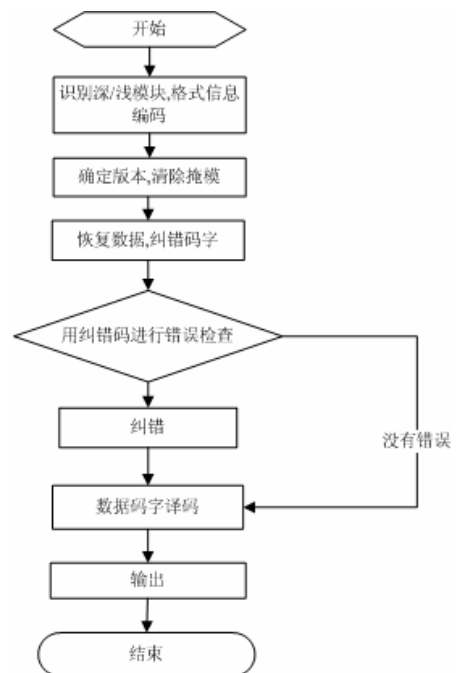 开始
识别深/浅模块,格式信息
编码
确定版本,清除掩模
恢复数据,纠错码字
用纠错码进行错误检查
纠错
没有错误
数据码字译码
输出
结束